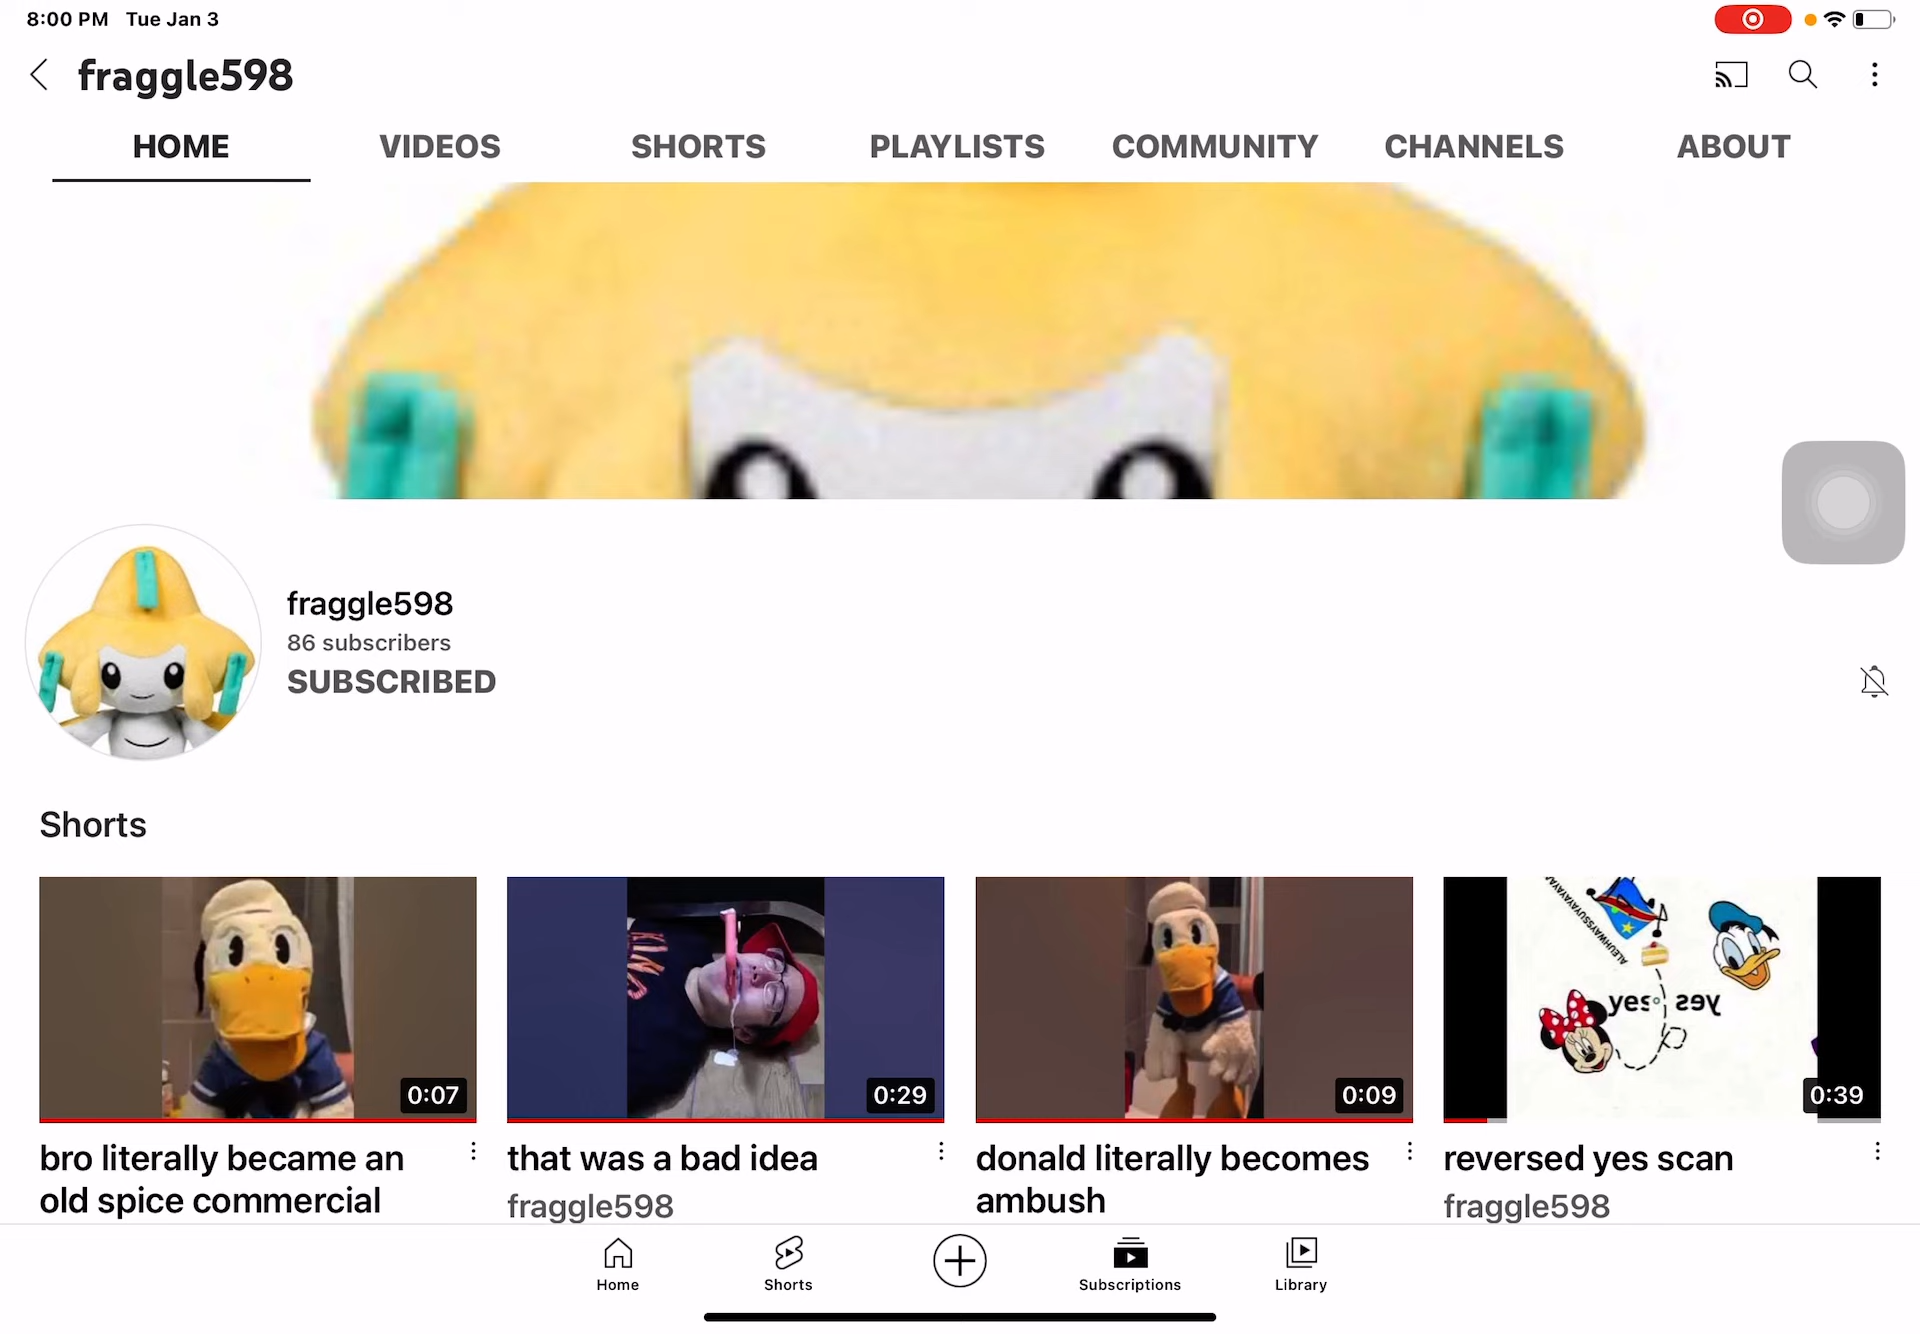 8:00 PM Tue Jan 3
fraggle598
HOME VIDEOS SHORTS PLAYLISTS COMMUNITY CHANNELS ABOUT
fraggle598
86 subscribers
SUBSCRIBED
Shorts
0:07 0:29 0:09 0:39
yes yes
bro literally became an
old spice commercial
that was a bad idea
fraggle598
donald literally becomes
ambush
reversed yes scan
fraggle598
Home Shorts Subscriptions Library